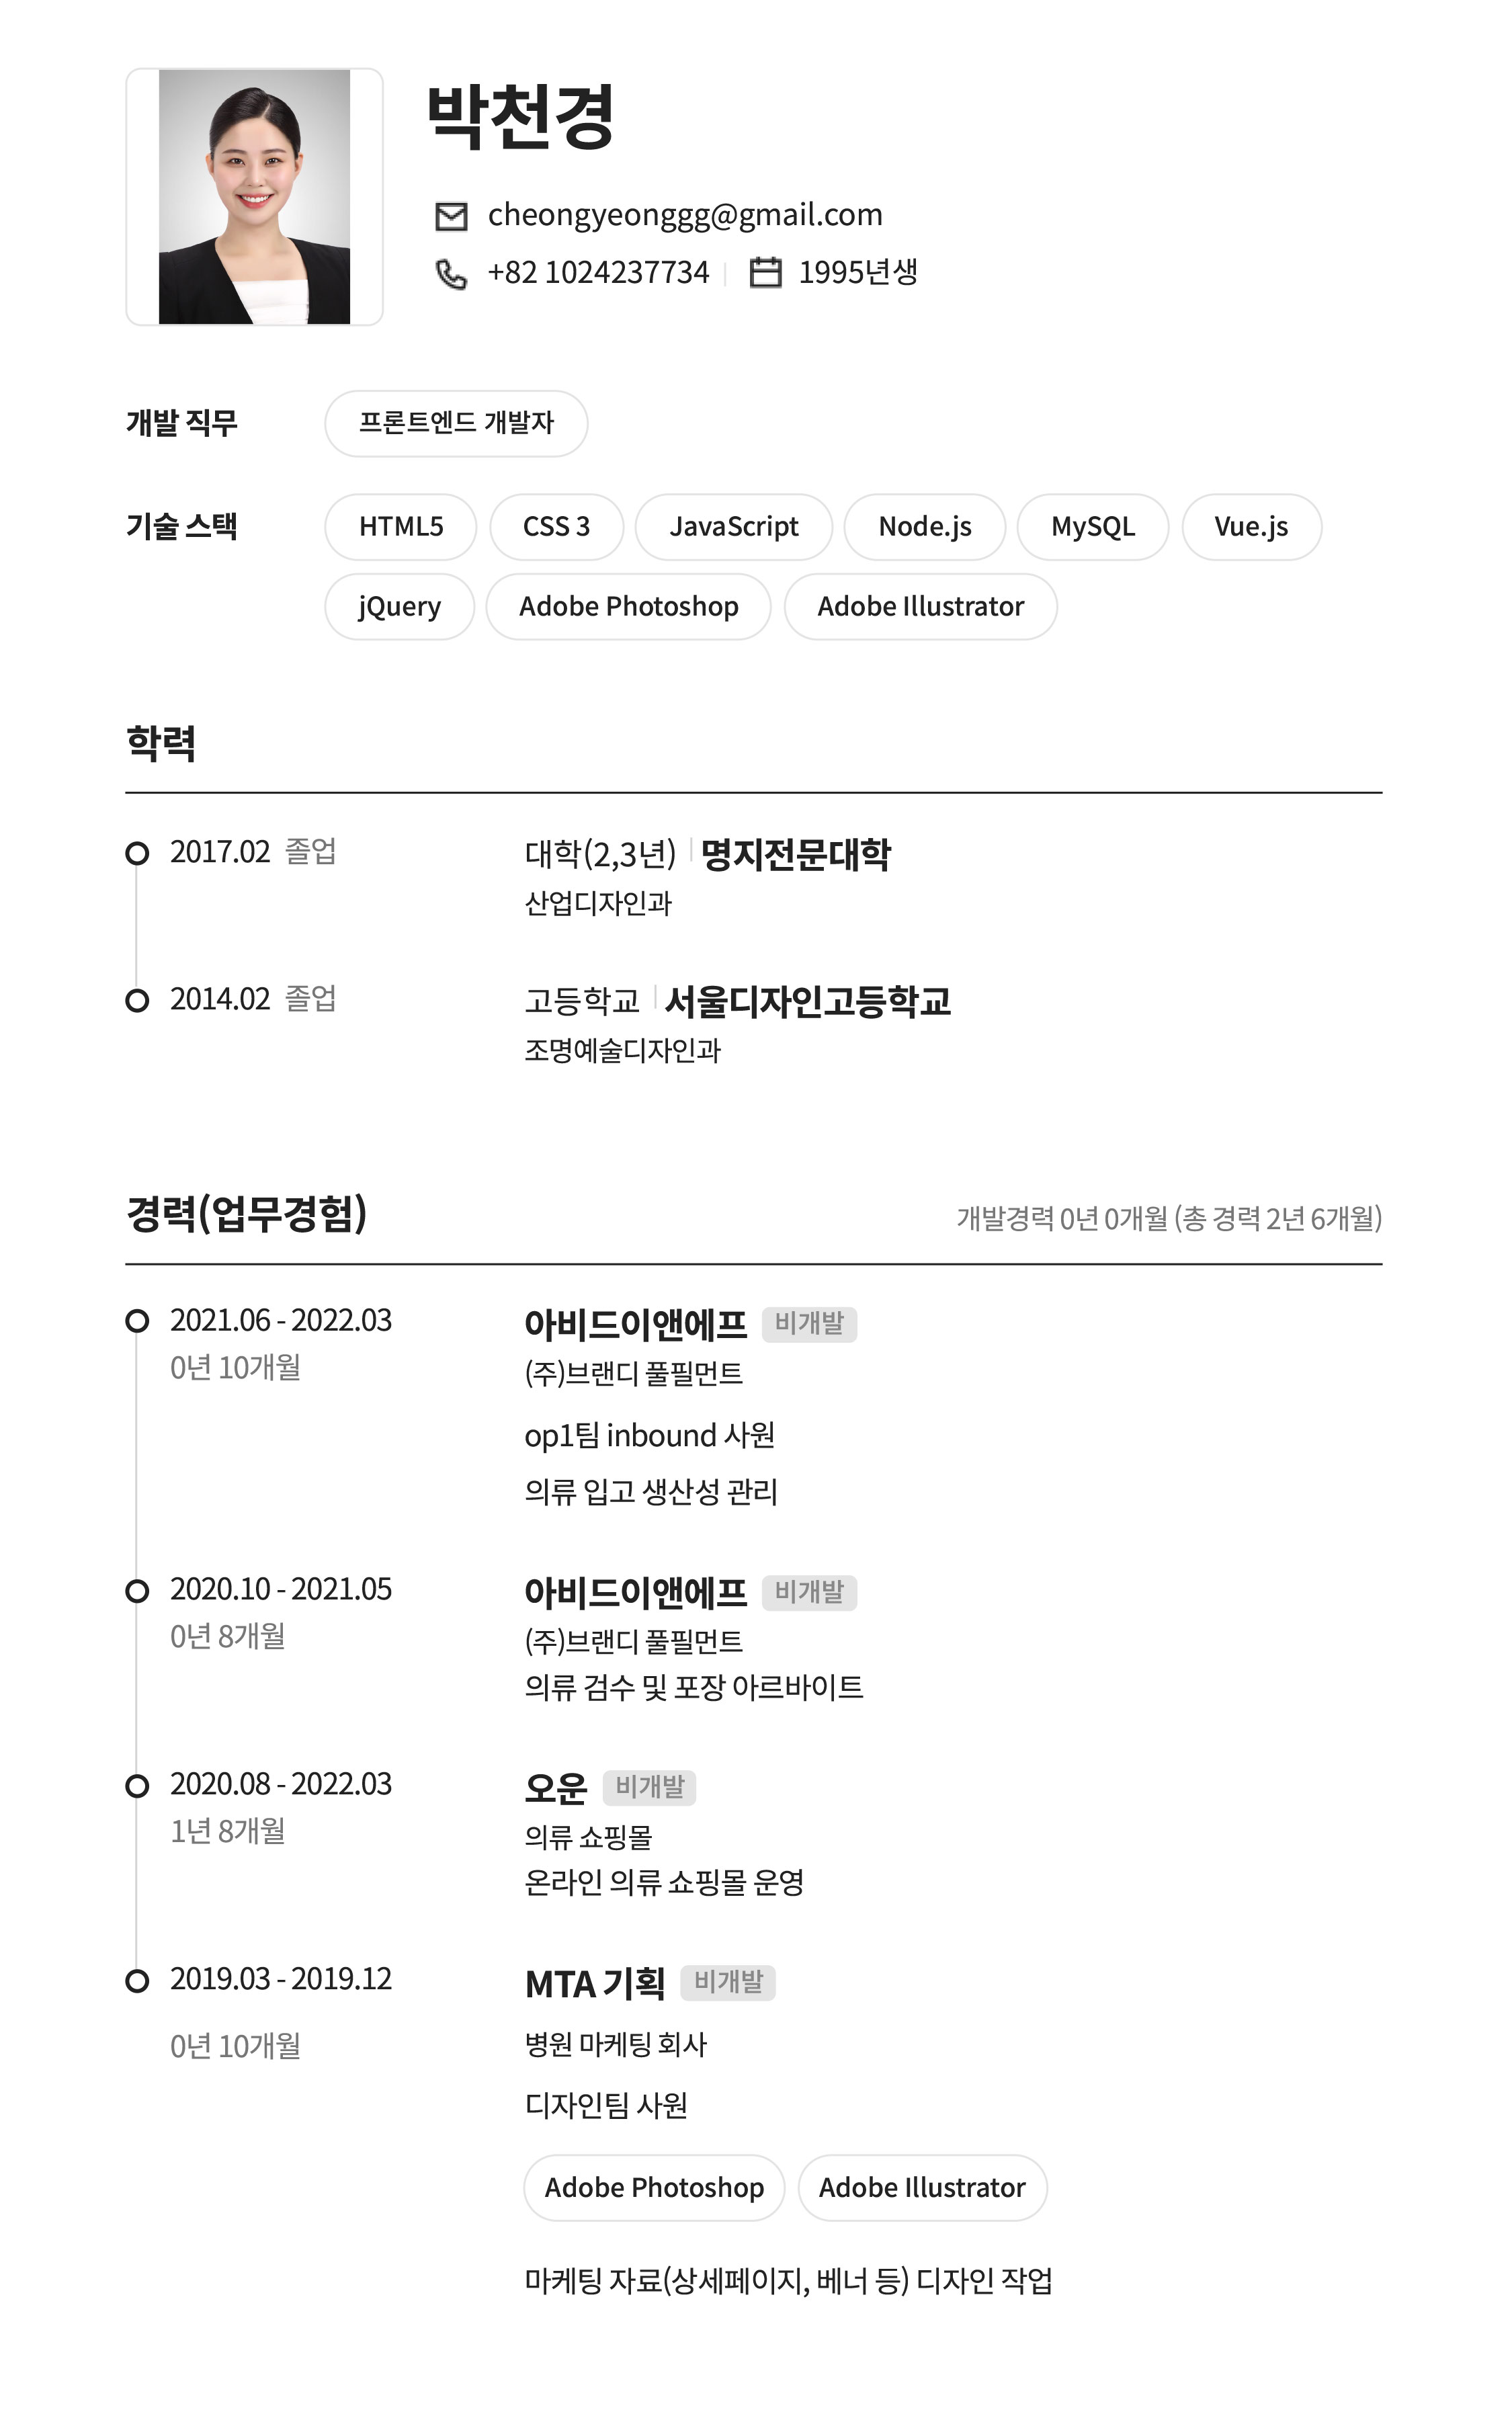 박천경
cheongyeonggg@gmail.com
+82 1024237734 1995년생
개발 직무 프론트엔드 개발자
기술 스택 HTML5 CSS 3 JavaScript Node.js MySQL Vue.js
jQuery Adobe Photoshop Adobe Illustrator
학력
2017.02 졸업 대학(2,3년) 명지전문대학
산업디자인과
2014.02 졸업 고등학교 서울디자인고등학교
조명예술디자인과
경력(업무경험) 개발경력 0년 0개월 (총 경력 2년 6개월)
2021.06 - 2022.03 아비드이앤에프 비개발
0년 10개월 (주)브랜디 풀필먼트
op1팀 inbound 사원
의류 입고 생산성 관리
2020.10 - 2021.05 아비드이앤에프 비개발
0년 8개월 (주)브랜디 풀필먼트
의류 검수 및 포장 아르바이트
2020.08 - 2022.03 오운 비개발
1년 8개월 의류 쇼핑몰
온라인 의류 쇼핑몰 운영
2019.03 - 2019.12 MTA 기획 비개발
0년 10개월 병원 마케팅 회사
디자인팀 사원
Adobe Photoshop Adobe Illustrator
마케팅 자료(상세페이지, 베너 등) 디자인 작업